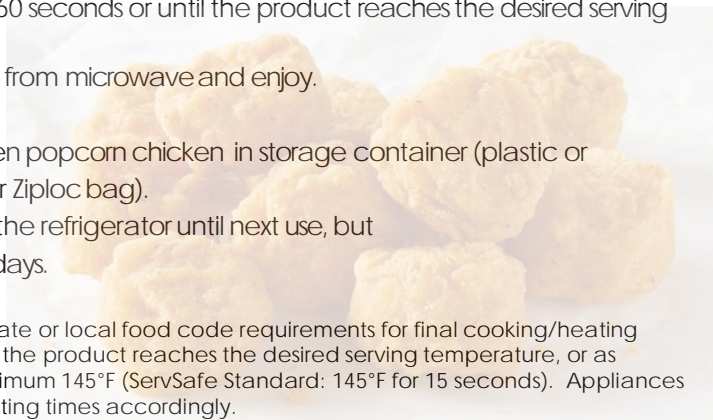 60 seconds or until the product reaches the desired serving
from microwave and enjoy.
en popcorn chicken in storage container (plastic or
r Ziploc bag).
the refrigerator until next use, but
days.
ate or local food code requirements for final cooking/heating
the product reaches the desired serving temperature, or as
imum 145°F (ServSafe Standard: 145°F for 15 seconds). Appliances
ting times accordingly.